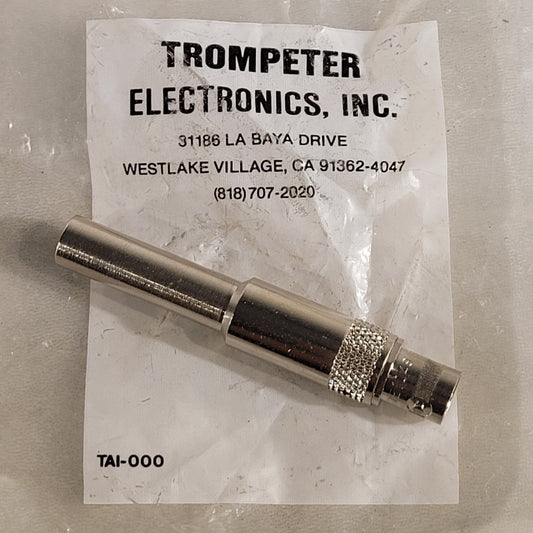 TROMPETER
ELECTRONICS, INC.
31186 LA BAYA DRIVE
WESTLAKE VILLAGE, CA 91362-4047
(818)707-2020
TAI-000